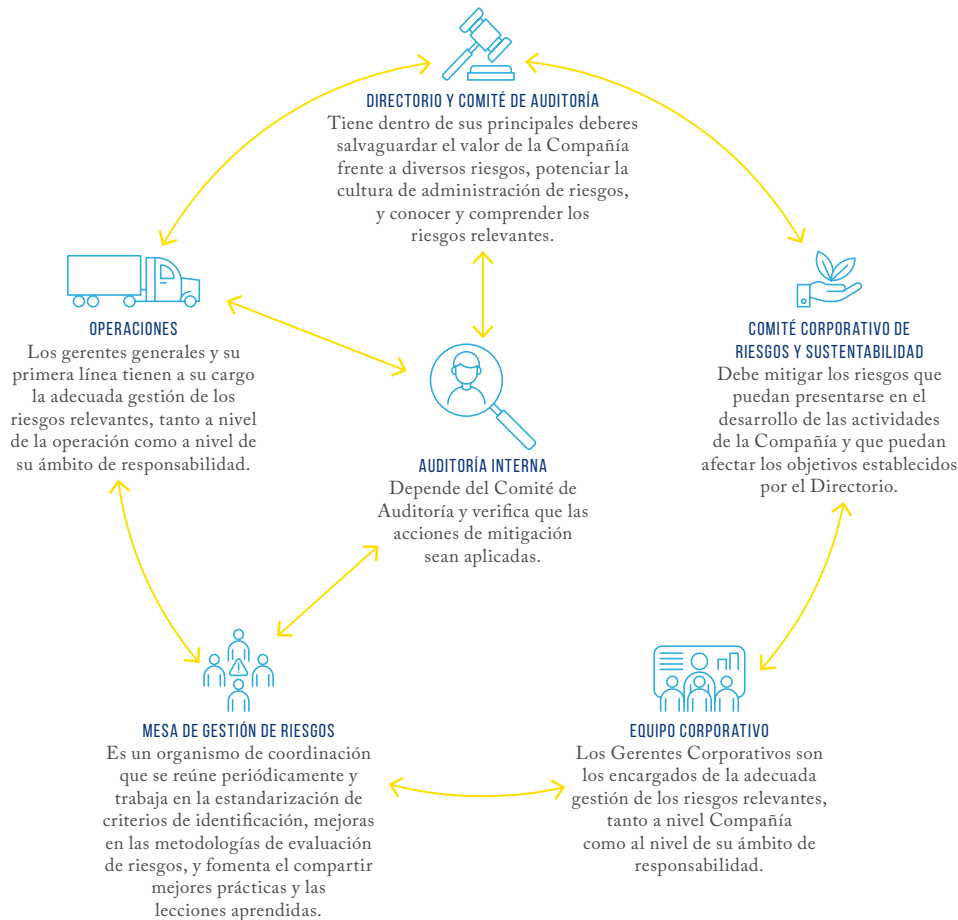 DIRECTORIO Y COMITÉ DE AUDITORÍA
Tiene dentro de sus principales deberes
salvaguardar el valor de la Compañía
frente a diversos riesgos, potenciar la
cultura de administración de riesgos,
y conocer y comprender los
riesgos relevantes.
OPERACIONES
Los gerentes generales y su
primera línea tienen a su cargo
la adecuada gestión de los
riesgos relevantes, tanto a nivel
de la operación como a nivel de
su ámbito de responsabilidad.
COMITÉ CORPORATIVO DE
RIESGOS Y SUSTENTABILIDAD
Debe mitigar los riesgos que
puedan presentarse en el
desarrollo de las actividades
de la Compañía y que puedan
afectar los objetivos establecidos
por el Directorio.
AUDITORÍA INTERNA
Depende del Comité de
Auditoría y verifica que las
acciones de mitigación
sean aplicadas.
MESA DE GESTIÓN DE RIESGOS
Es un organismo de coordinación
que se reúne periódicamente y
trabaja en la estandarización de
criterios de identificación, mejoras
en las metodologías de evaluación
de riesgos, y fomenta el compartir
mejores prácticas y las
lecciones aprendidas.
EQUIPO CORPORATIVO
Los Gerentes Corporativos son
los encargados de la adecuada
gestión de los riesgos relevantes,
tanto a nivel Compañía
como al nivel de su ámbito de
responsabilidad.